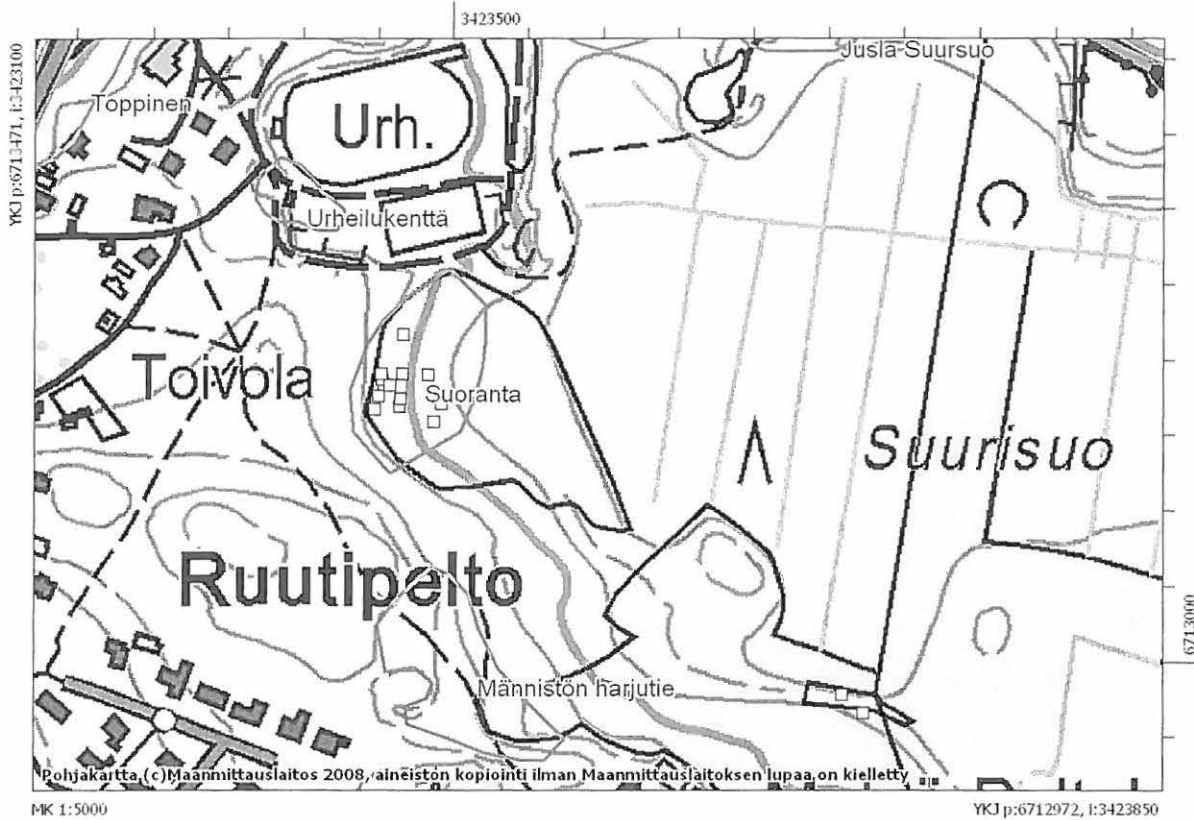 3423500
YKJ p:6713471, l:3423100
Jusla Suursuo
Toppinen
Urh.
Urheilukenttä
Toivola
Suoranta
Suurisuo
Ruutipelto
6713000
Männistön harjutie
Pohjakartta (c)Maanmittauslaitos 2008, aineiston kopiointi ilman Maanmittauslaitoksen lupaa on kielletty
MK 1:5000
YKJ p:6712972, l:3423850